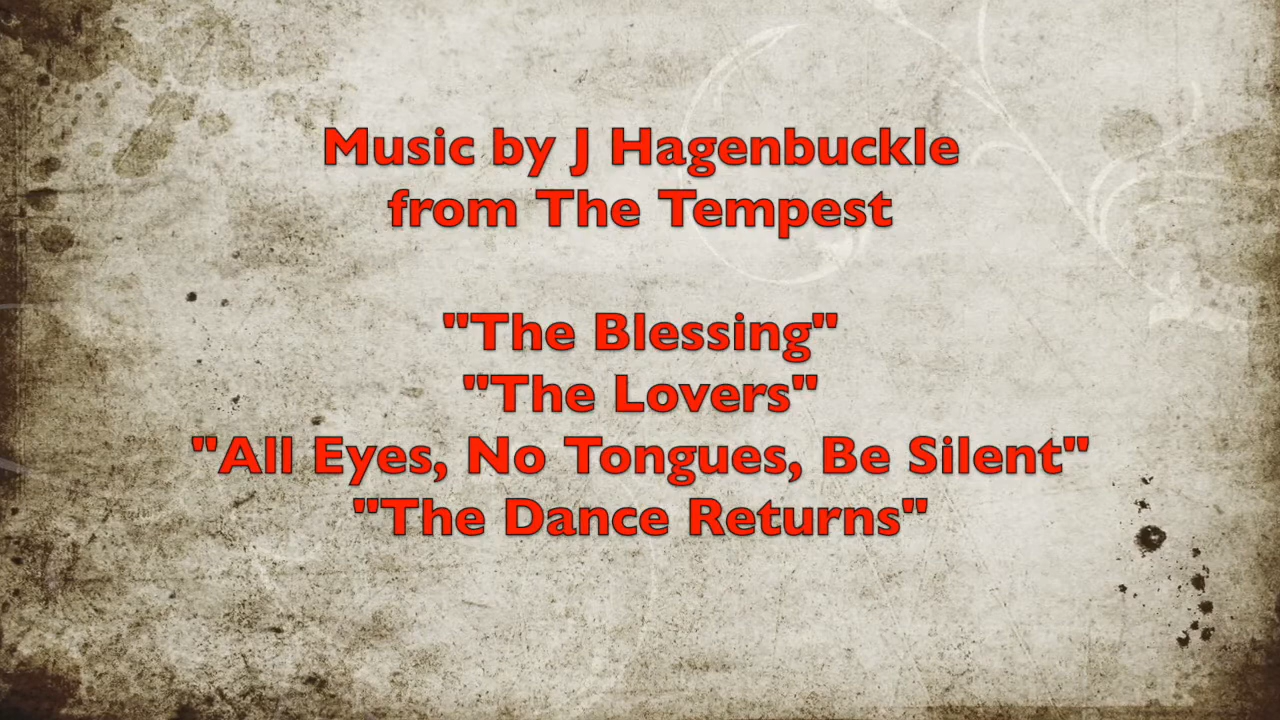 Music by J Hagenbuckle
from The Tempest
"The Blessing"
"The Lovers"
"All Eyes, No Tongues, Be Silent"
"The Dance Returns"